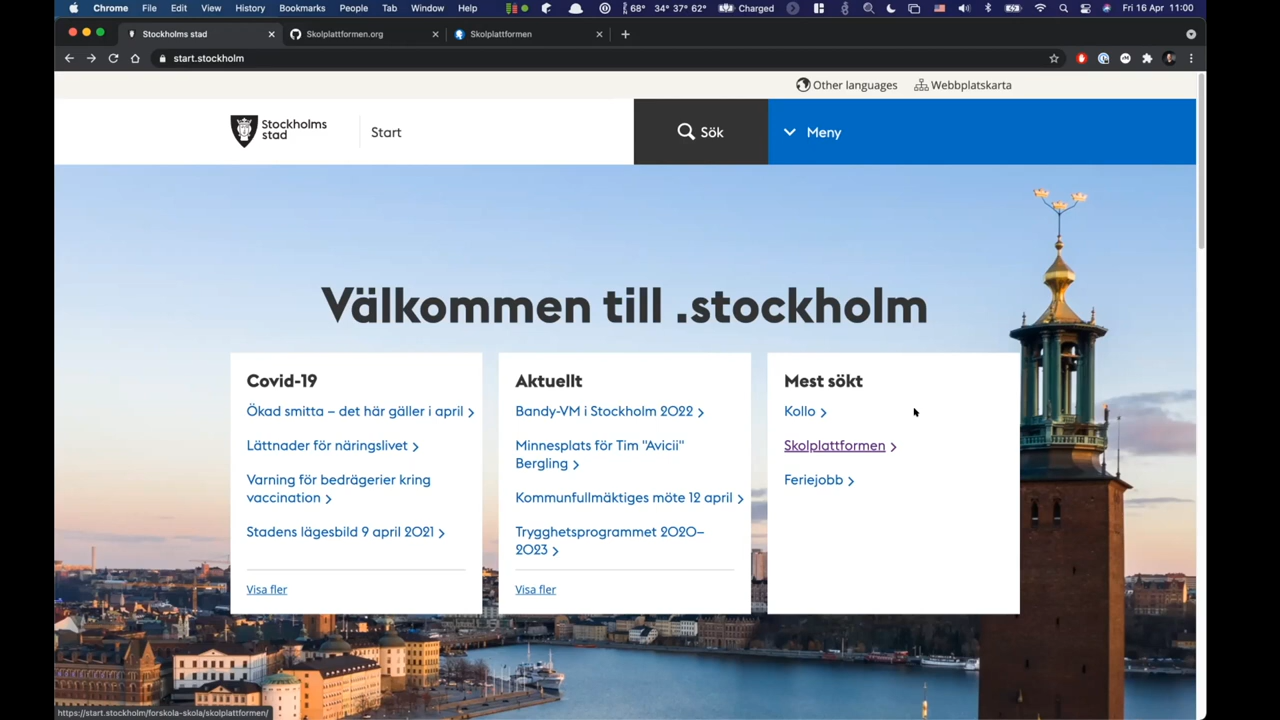 Chrome File Edit View History Bookmarks People Tab Window Help 68° 34° 37° 62° Charged Fri 16 Apr 11:00
Stockholms stad Skolplattformen.org Skolplattformen
start.stockholm
Other languages Webbplatskarta
Stockholms
stad
Start
Sök
Meny
Välkommen till .stockholm
Covid-19
Ökad smitta – det här gäller i april
Lättnader för näringslivet
Varning för bedrägerier kring
vaccination
Stadens lägesbild 9 april 2021
Visa fler
Aktuellt
Bandy-VM i Stockholm 2022
Minnesplats för Tim "Avicii"
Bergling
Kommunfullmäktiges möte 12 april
Trygghetsprogrammet 2020–
2023
Visa fler
Mest sökt
Kollo
Skolplattformen
Feriejobb
https://start.stockholm/forskola-skola/skolplattformen/